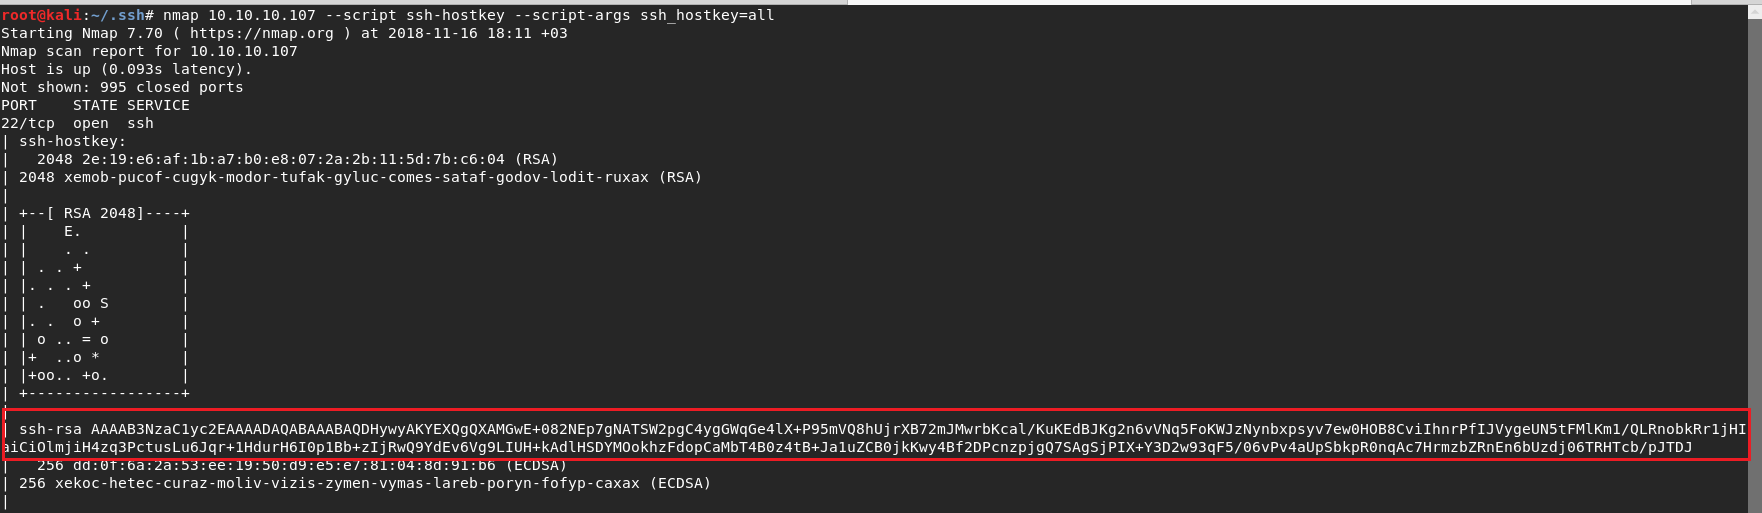 root@kali:~/.ssh# nmap 10.10.10.107 --script ssh-hostkey --script-args ssh_hostkey=all
Starting Nmap 7.70 ( https://nmap.org ) at 2018-11-16 18:11 +03
Nmap scan report for 10.10.10.107
Host is up (0.093s latency).
Not shown: 995 closed ports
PORT    STATE SERVICE
22/tcp  open  ssh
| ssh-hostkey:
|   2048 2e:19:e6:af:1b:a7:b0:e8:07:2a:2b:11:5d:7b:c6:04 (RSA)
| 2048 xemob-pucof-cugyk-modor-tufak-gyluc-comes-sataf-godov-lodit-ruxax (RSA)
|
| +--[ RSA 2048]----+
| |    E.           |
| |    . .          |
| | . . +           |
| |. . . +          |
| | .   oo S        |
| |. .  o +         |
| | o .. = o        |
| |+  ..o *         |
| |+oo.. +o.        |
| +-----------------+
|
| ssh-rsa AAAAB3NzaC1yc2EAAAADAQABAAABAQDHywyAKYEXQgQXAMGwE+082NEp7gNATSW2pgC4ygGWqGe4lX+P95mVQ8hUjrXB72mJMwrbKcal/KuKEdBJKg2n6vVNq5FoKWJzNynbxpsyv7ew0HOB8CviIhnrPfIJVygeUN5tFMlKm1/QLRnobkRr1jHI
aiCiOlmjiH4zq3PctusLu6Jqr+1HdurH6I0p1Bb+zIjRwQ9YdEv6Vg9LIUH+kAdlHSDYMOokhzFdopCaMbT4B0z4tB+Ja1uZCB0jkKwy4Bf2DPcnzpjgQ7SAgSjPIX+Y3D2w93qF5/06vPv4aUpSbkpR0nqAc7HrmzbZRnEn6bUzdj06TRHTcb/pJTDJ
|   256 dd:0f:6a:2a:53:ee:19:50:d9:e5:e7:81:04:8d:91:b6 (ECDSA)
| 256 xekoc-hetec-curaz-moliv-vizis-zymen-vymas-lareb-poryn-fofyp-caxax (ECDSA)
|